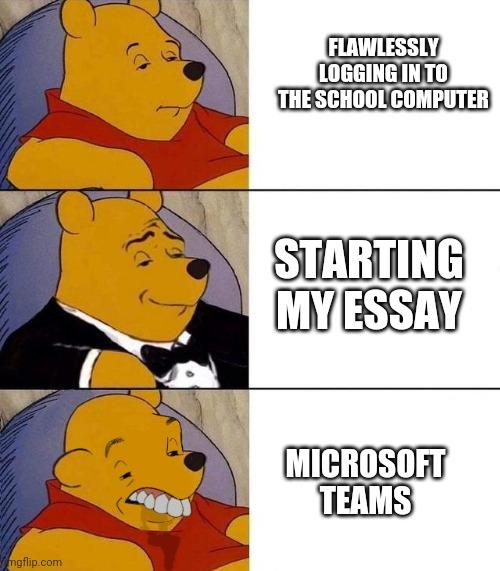 FLAWLESSLY
LOGGING IN TO
THE SCHOOL COMPUTER
STARTING
MY ESSAY
MICROSOFT
TEAMS
imgflip.com